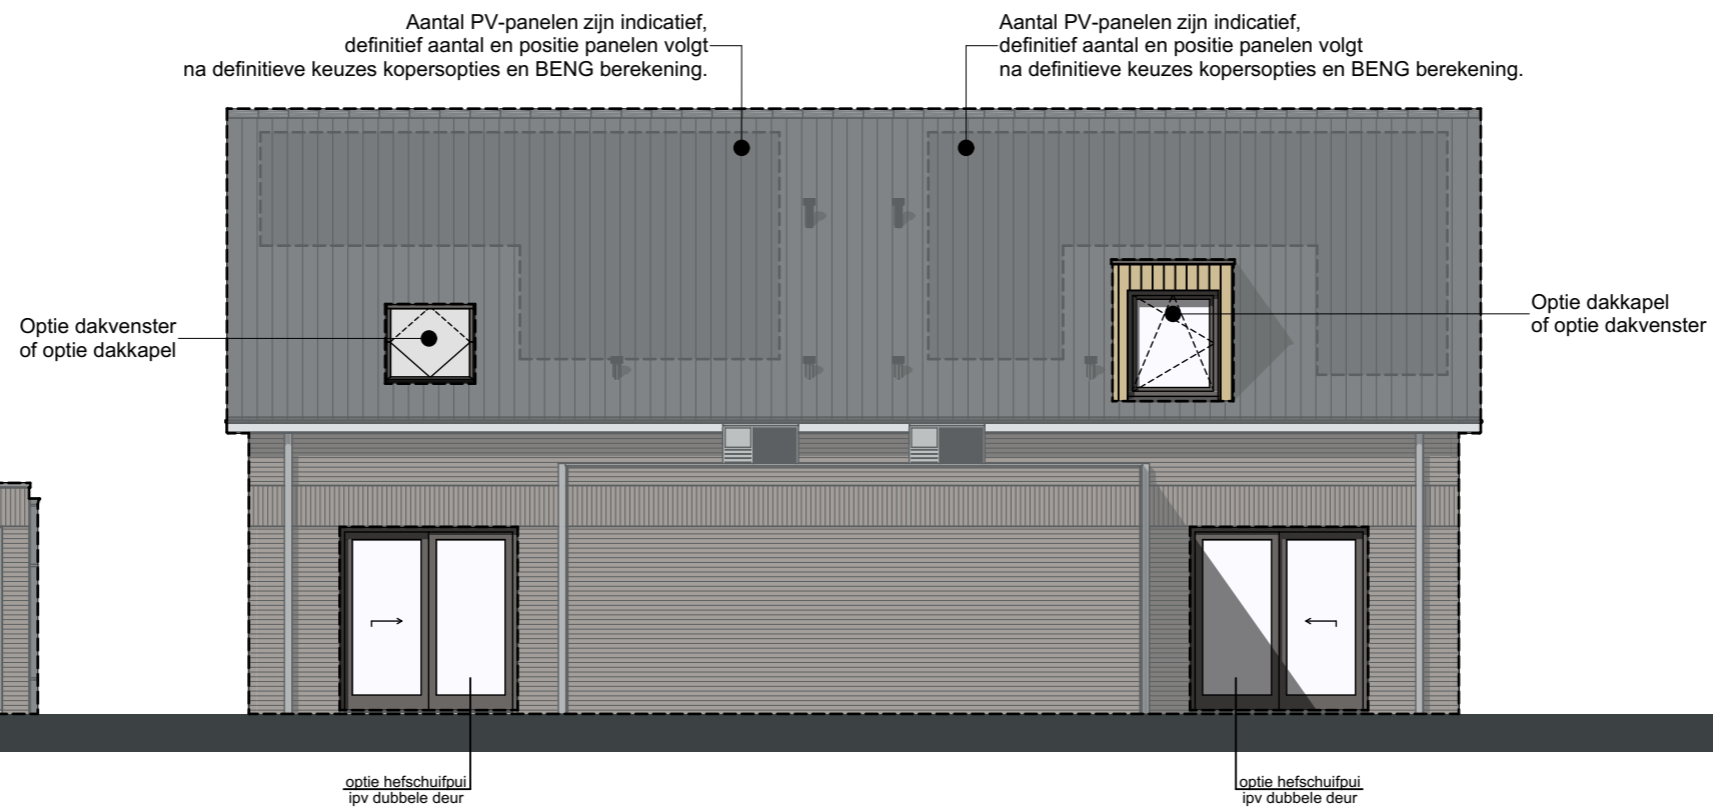 Aantal PV-panelen zijn indicatief,
definitief aantal en positie panelen volgt
na definitieve keuzes kopersopties en BENG berekening.
Aantal PV-panelen zijn indicatief,
definitief aantal en positie panelen volgt
na definitieve keuzes kopersopties en BENG berekening.
Optie dakvenster
of optie dakkapel
Optie dakkapel
of optie dakvenster
optie hefschuifpui
ipv dubbele deur
optie hefschuifpui
ipv dubbele deur